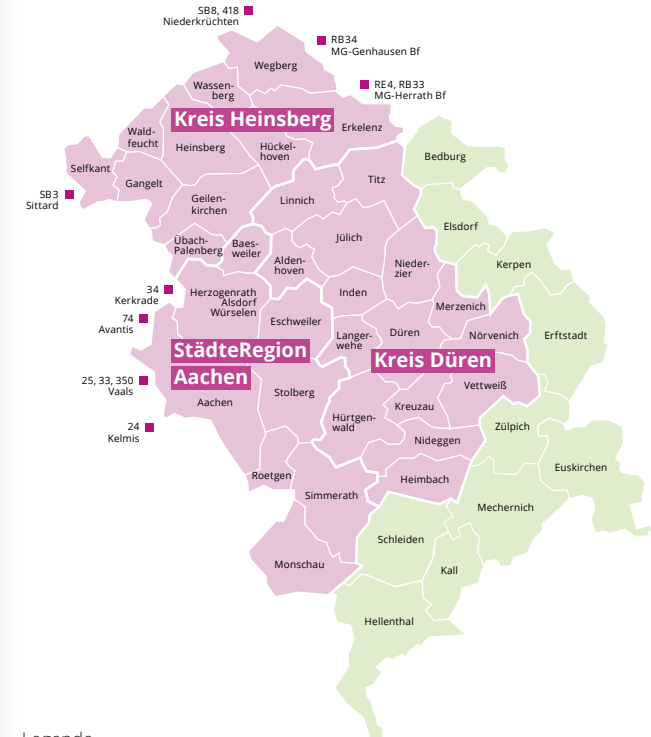 SB8, 418
Niederkrüchten
RB34
MG-Genhausen Bf
Wegberg
RE4, RB33
MG-Herrath Bf
Wassen-
berg
Kreis Heinsberg
Erkelenz
Wald-
feucht
Heinsberg
Hückel-
hoven
Bedburg
Selfkant
Gangelt
Titz
SB3
Sittard
Geilen-
kirchen
Linnich
Elsdorf
Jülich
Übach-
Palenberg
Baes-
weiler
Alden-
hoven
Nieder-
zier
Kerpen
34
Kerkrade
Herzogenrath
Alsdorf
Würselen
Inden
Merzenich
74
Avantis
Eschweiler
Langer-
wehe
Düren
Nörvenich
Erftstadt
StädteRegion
Aachen
Kreis Düren
25, 33, 350
Vaals
Aachen
Stolberg
Vettweiß
Kreuzau
Hürtgen-
wald
24
Kelmis
Nideggen
Zülpich
Euskirchen
Roetgen
Simmerath
Heimbach
Mechernich
Schleiden
Monschau
Kall
Hellenthal